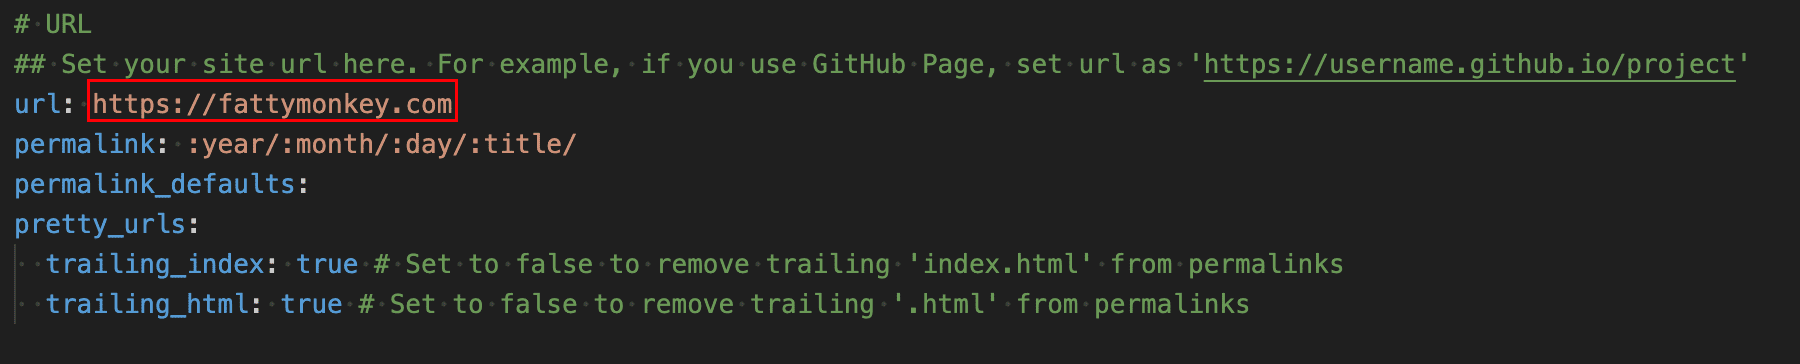 # URL
## Set your site url here. For example, if you use GitHub Page, set url as 'https://username.github.io/project'
url: https://fattymonkey.com
permalink: :year/:month/:day/:title/
permalink_defaults:
pretty_urls:
  trailing_index: true # Set to false to remove trailing 'index.html' from permalinks
  trailing_html: true # Set to false to remove trailing '.html' from permalinks